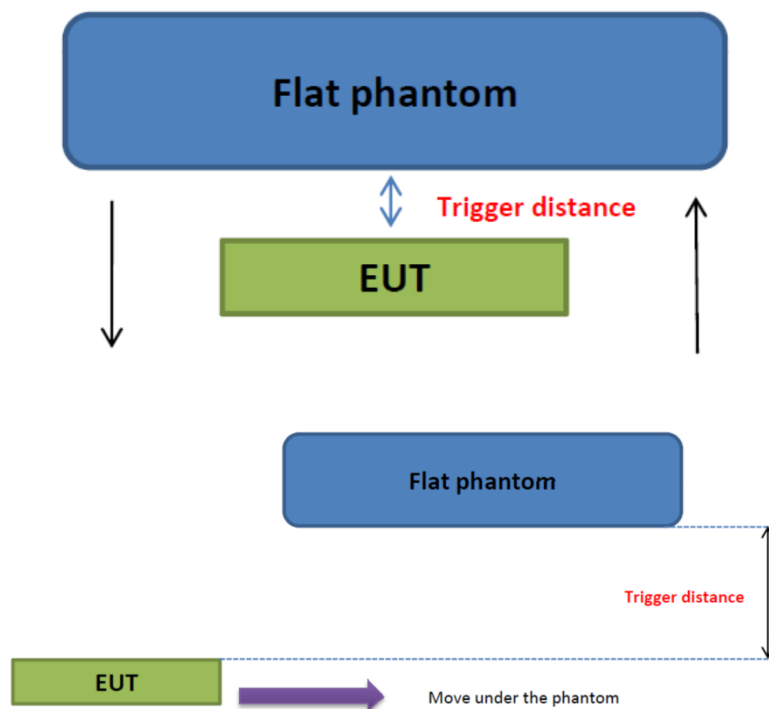 Flat phantom
Trigger distance
EUT
Flat phantom
Trigger distance
EUT
Move under the phantom